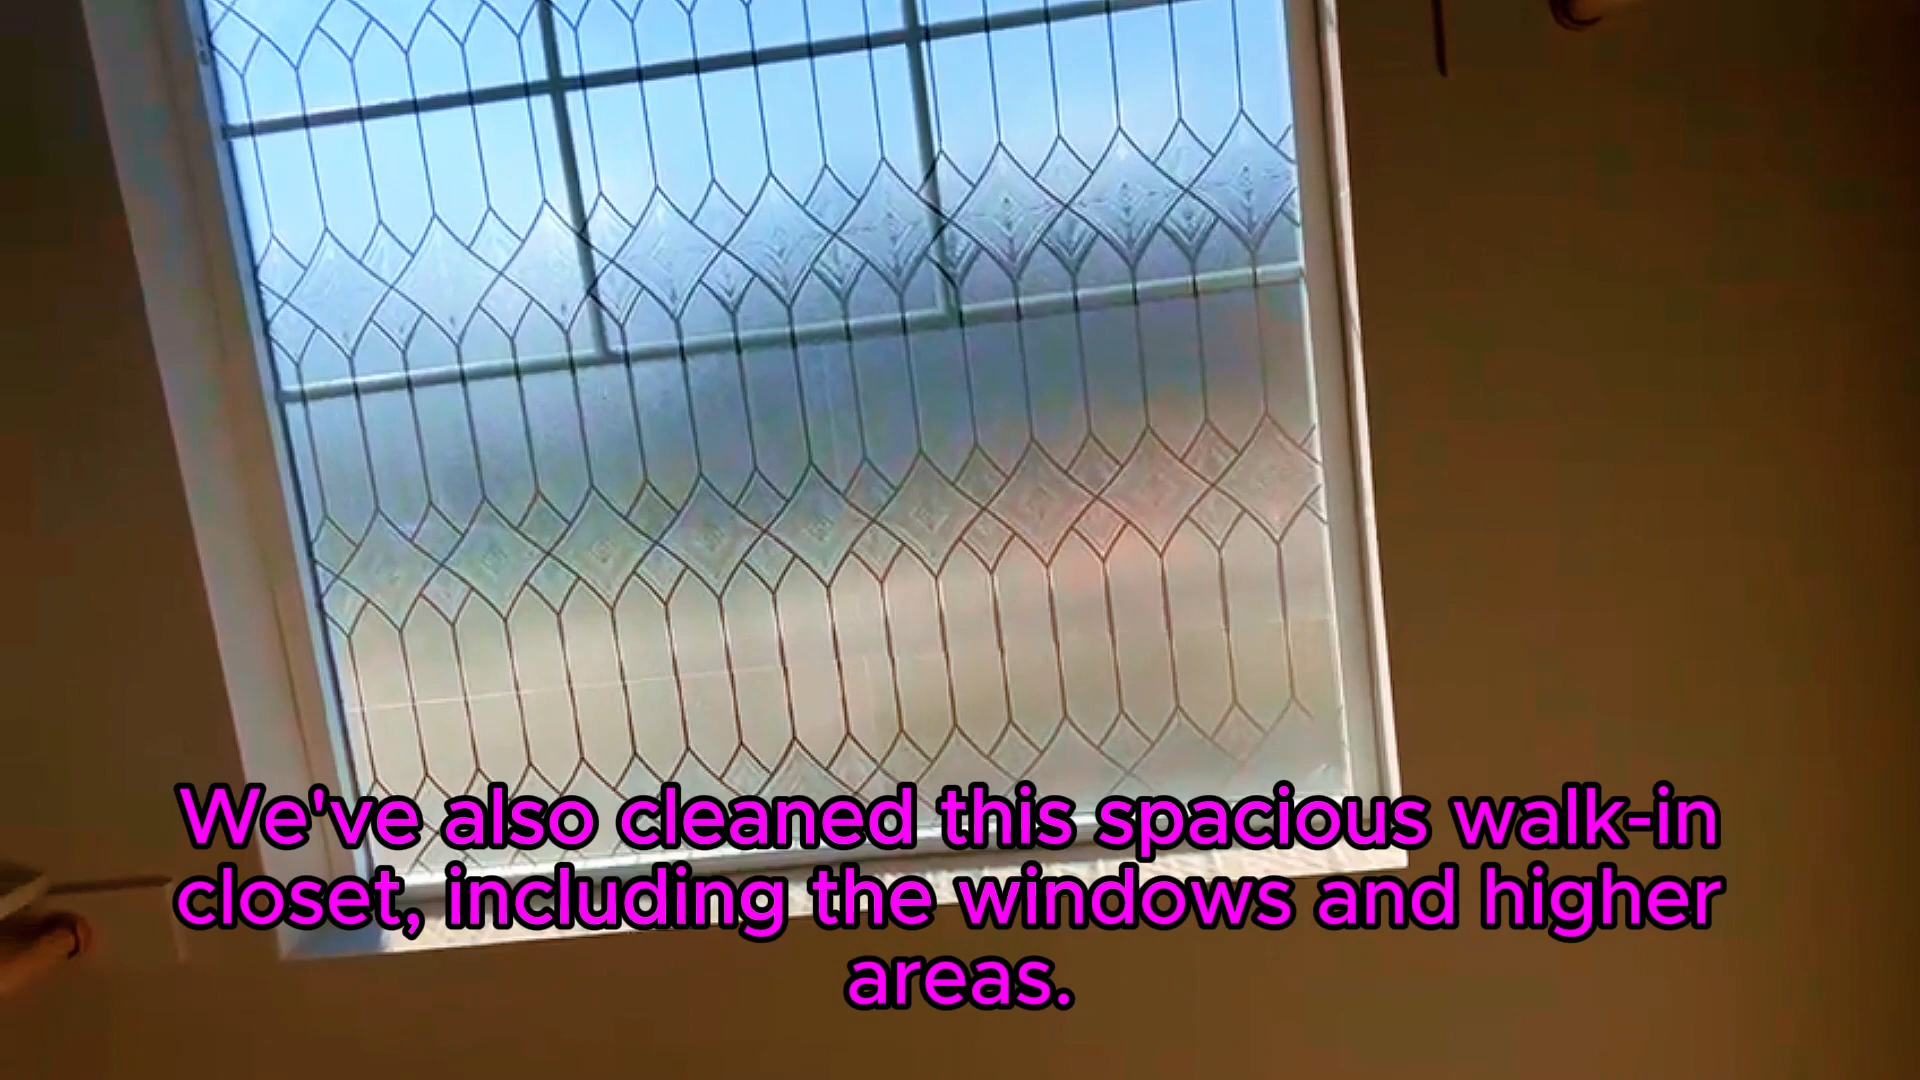 We've also cleaned this spacious walk-in
closet, including the windows and higher
areas.